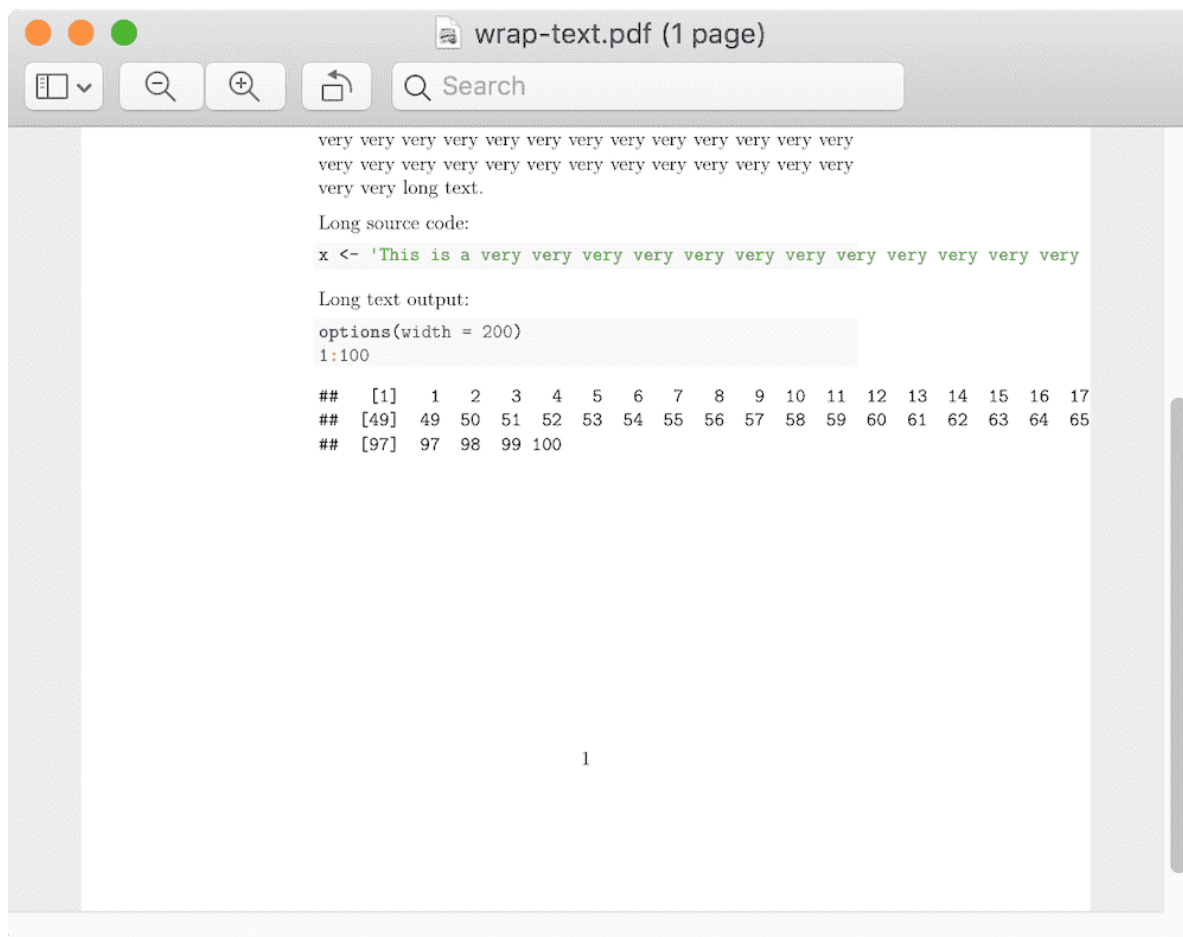 wrap-text.pdf (1 page)
Search
very very very very very very very very very very very very very
very very very very very very very very very very very very very
very very long text.
Long source code:
x <- 'This is a very very very very very very very very very very very very
Long text output:
options(width = 200)
1:100
## [1] 1 2 3 4 5 6 7 8 9 10 11 12 13 14 15 16 17
## [49] 49 50 51 52 53 54 55 56 57 58 59 60 61 62 63 64 65
## [97] 97 98 99 100
1